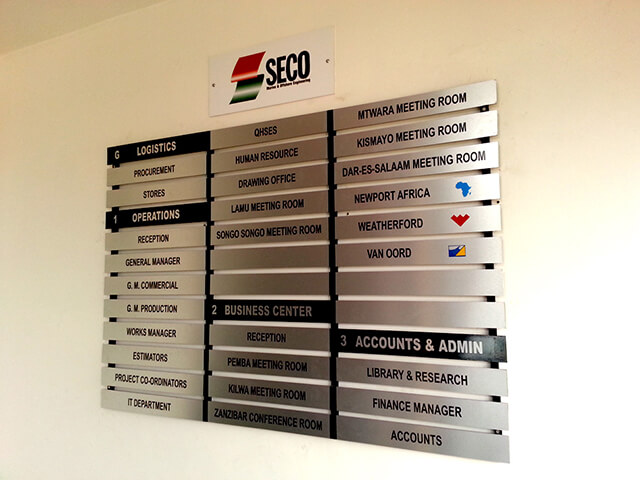 SECO
Marine & Offshore Engineering
G LOGISTICS
PROCUREMENT
STORES
1 OPERATIONS
RECEPTION
GENERAL MANAGER
G. M. COMMERCIAL
G. M. PRODUCTION
WORKS MANAGER
ESTIMATORS
PROJECT CO-ORDINATORS
IT DEPARTMENT
QHSES
HUMAN RESOURCE
DRAWING OFFICE
LAMU MEETING ROOM
SONGO SONGO MEETING ROOM
2 BUSINESS CENTER
RECEPTION
PEMBA MEETING ROOM
KILWA MEETING ROOM
ZANZIBAR CONFERENCE ROOM
MTWARA MEETING ROOM
KISMAYO MEETING ROOM
DAR-ES-SALAAM MEETING ROOM
NEWPORT AFRICA
WEATHERFORD
VAN OORD
3 ACCOUNTS & ADMIN
LIBRARY & RESEARCH
FINANCE MANAGER
ACCOUNTS